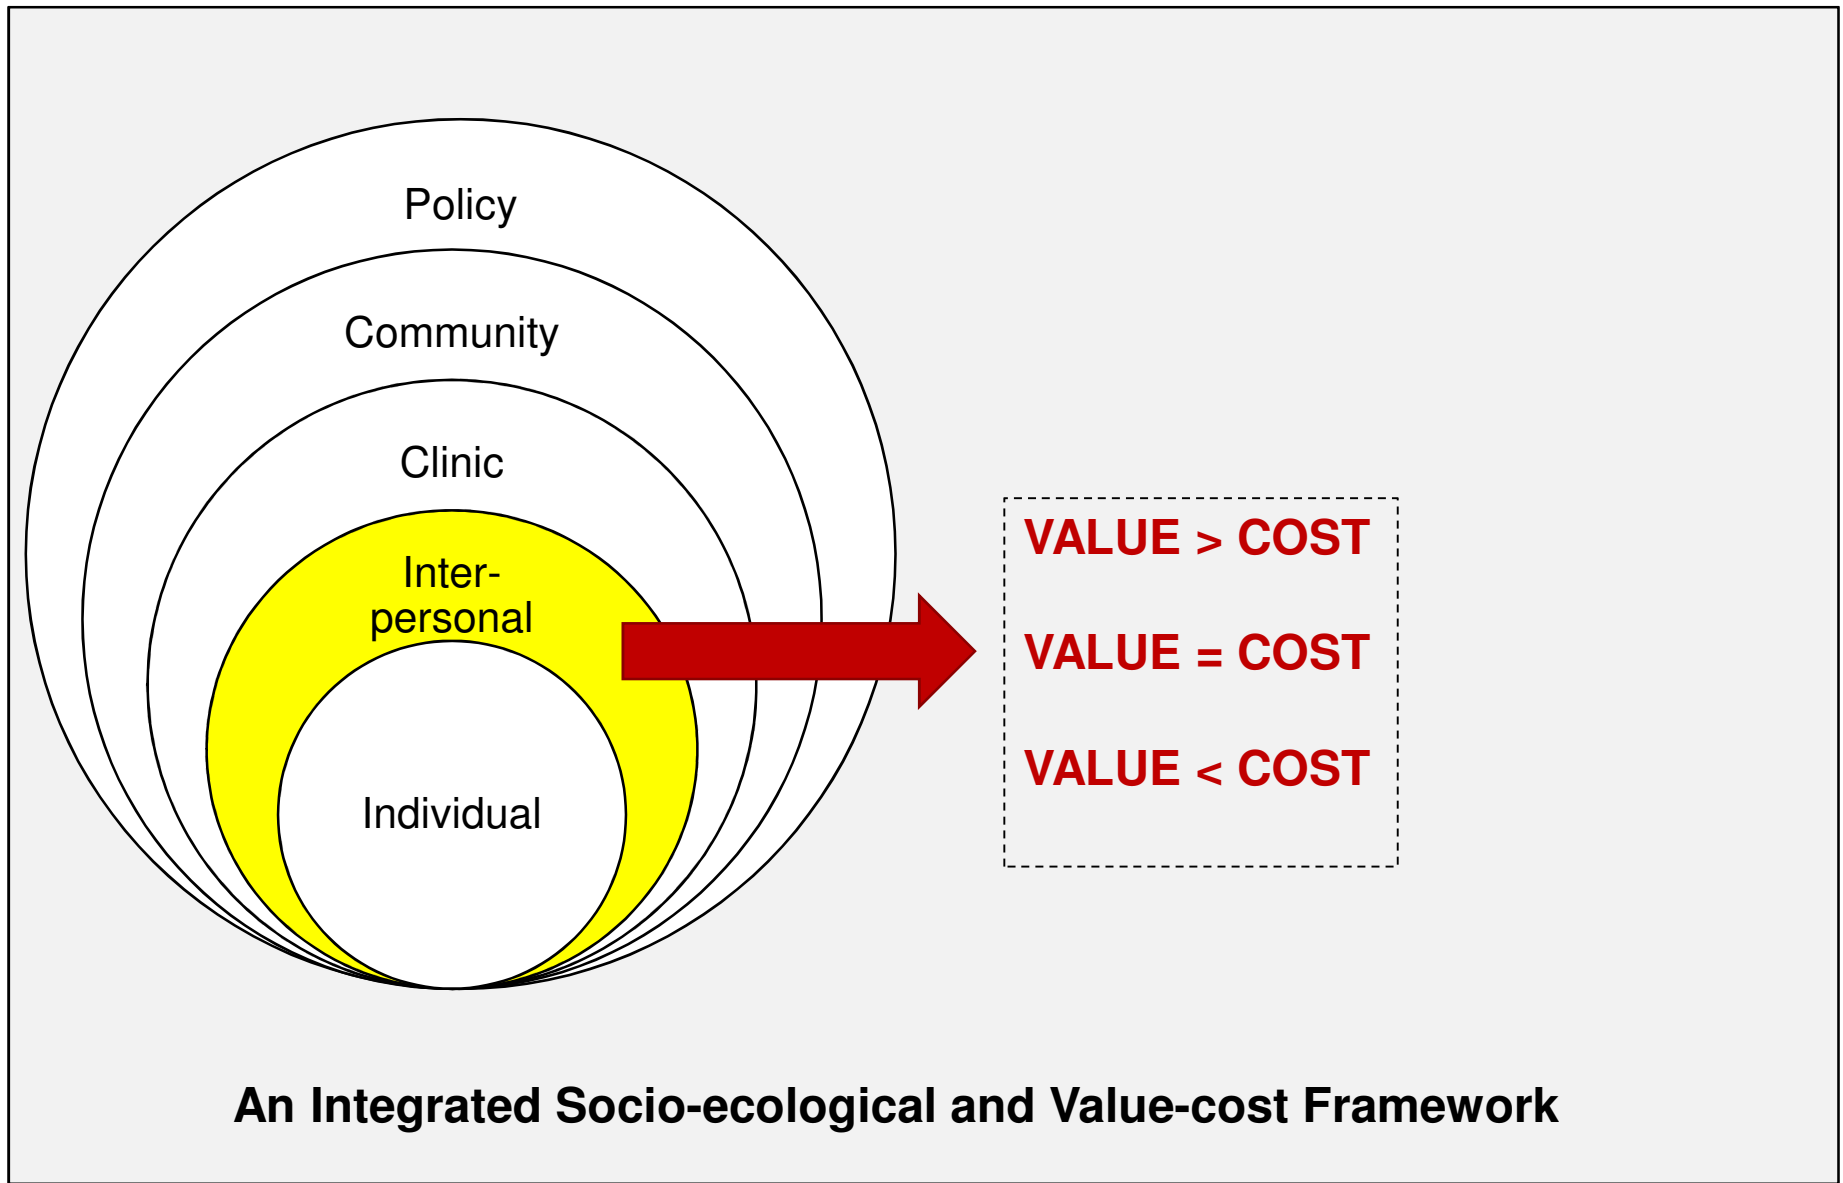 Policy
Community
Clinic
Inter-
personal
Individual
VALUE > COST
VALUE = COST
VALUE < COST
An Integrated Socio-ecological and Value-cost Framework